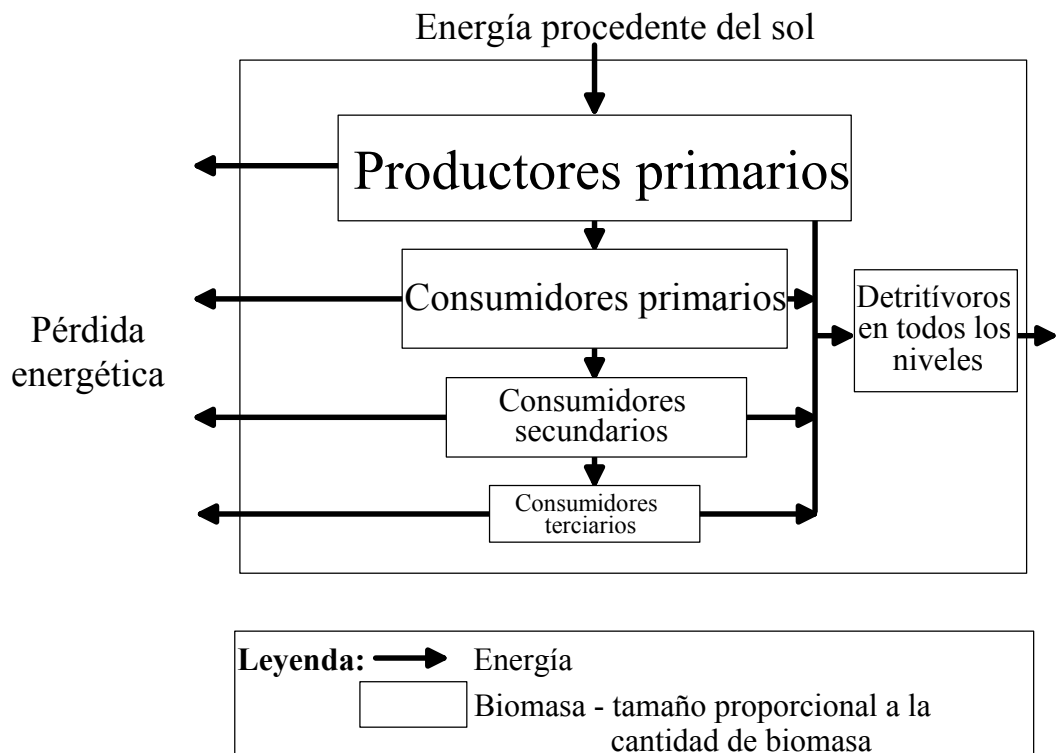 Energía procedente del sol
Productores primarios
Consumidores primarios
Detritívoros
en todos los
niveles
Pérdida
energética
Consumidores
secundarios
Consumidores
terciarios
Leyenda: Energía
Biomasa - tamaño proporcional a la
cantidad de biomasa